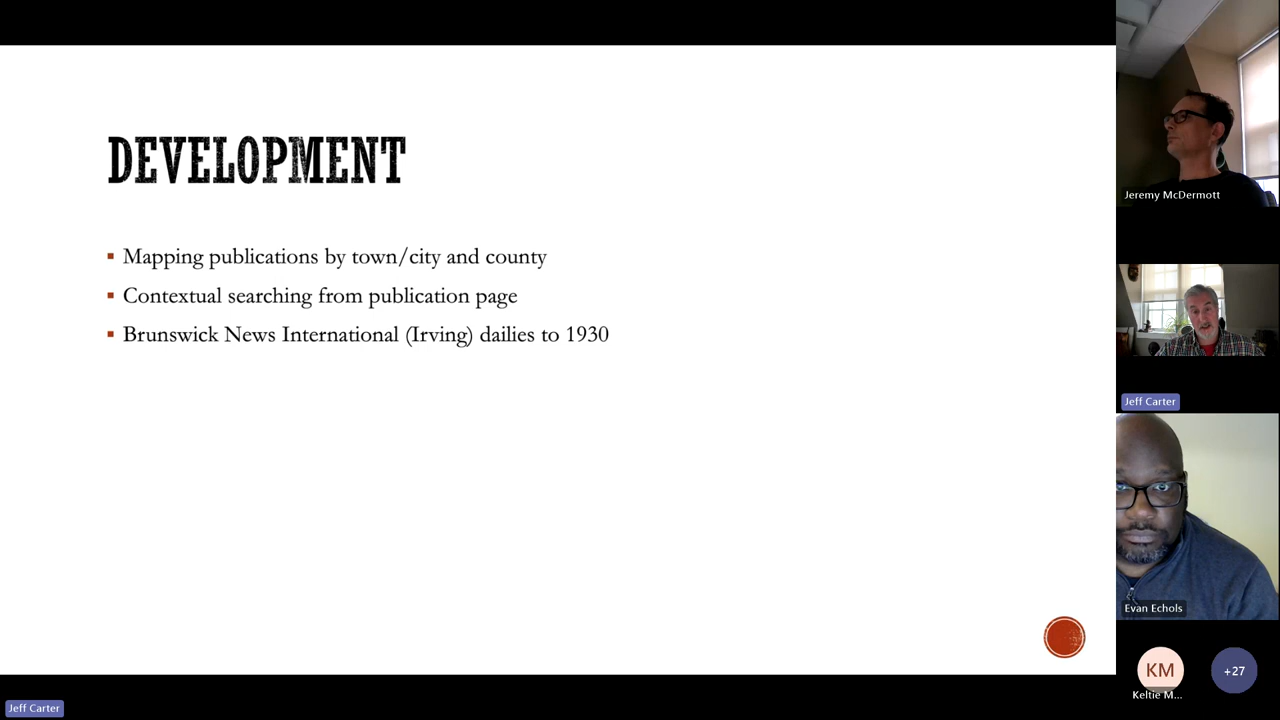 DEVELOPMENT
Mapping publications by town/city and county
Contextual searching from publication page
Brunswick News International (Irving) dailies to 1930
Jeremy McDermott
Jeff Carter
Evan Echols
KM
+27
Keltie M...
Jeff Carter